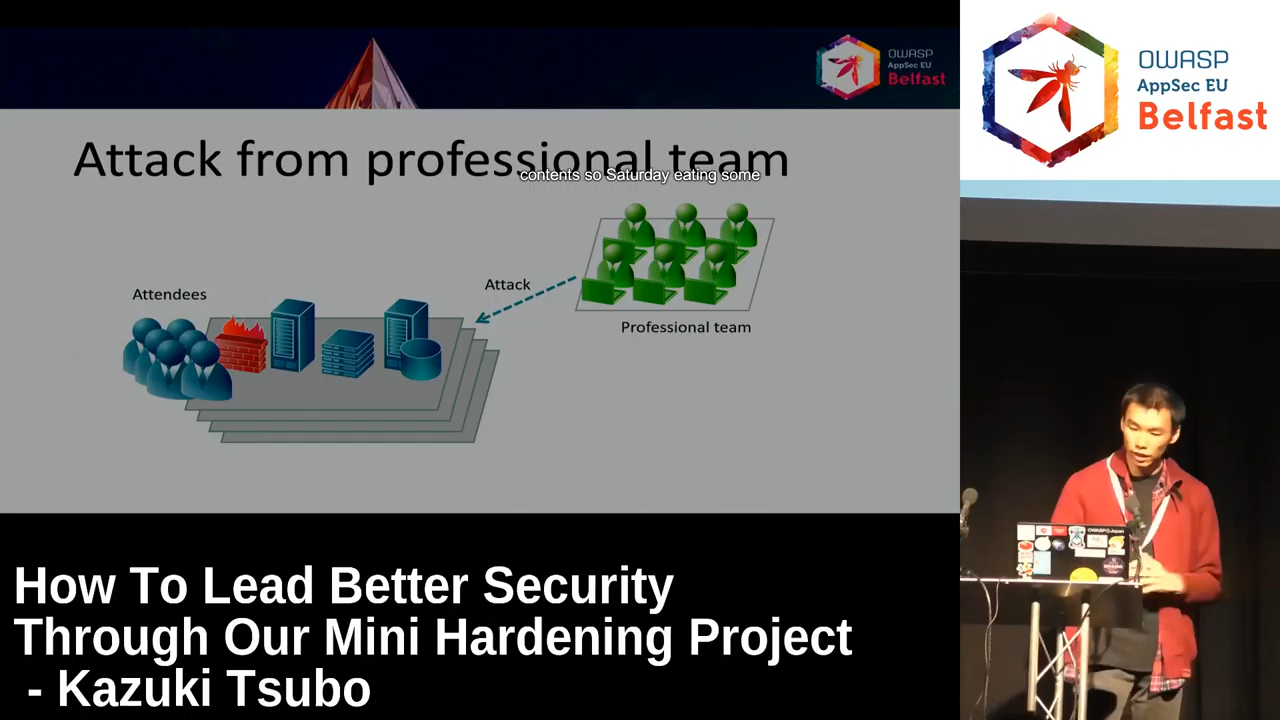 OWASP
AppSec EU
Belfast
OWASP
AppSec EU
Belfast
Attack from professional team
contents so Saturday eating some
Attack
Attendees
Professional team
How To Lead Better Security
Through Our Mini Hardening Project
- Kazuki Tsubo